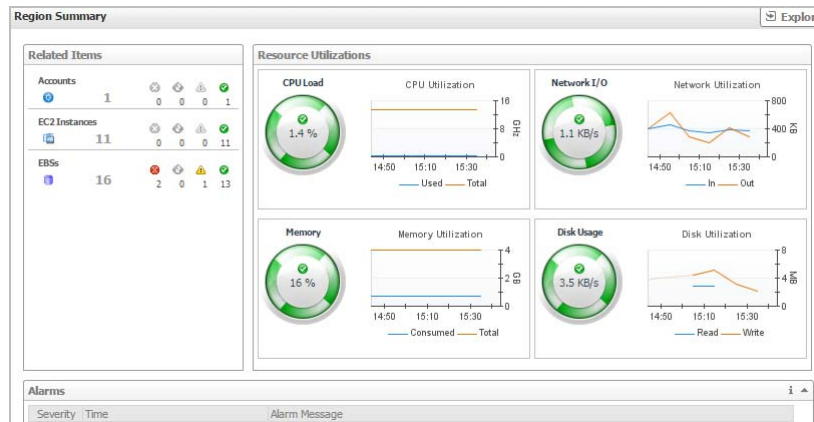 Region Summary
Explor
Related Items
Accounts
1
0 0 0 1
EC2 Instances
11
0 0 0 11
EBSs
16
2 0 1 13
Resource Utilizations
CPU Load
1.4 %
CPU Utilization
16
8
0
GHz
14:50 15:10 15:30
Used Total
Network I/O
1.1 KB/s
Network Utilization
800
400
0
KB
14:50 15:10 15:30
In Out
Memory
16 %
Memory Utilization
4
2
0
GB
14:50 15:10 15:30
Consumed Total
Disk Usage
3.5 KB/s
Disk Utilization
8
4
0
MB
14:50 15:10 15:30
Read Write
Alarms
i
Severity Time Alarm Message